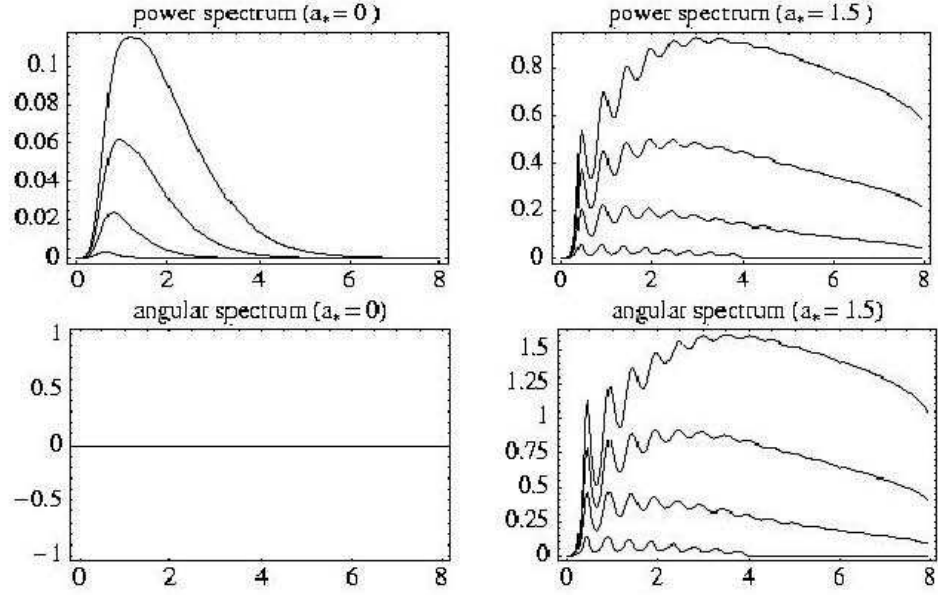 power spectrum (a* = 0 )
0.1
0.08
0.06
0.04
0.02
0
0 2 4 6 8
power spectrum (a* = 1.5 )
0.8
0.6
0.4
0.2
0
0 2 4 6 8
angular spectrum (a* = 0)
1
0.5
0
−0.5
−1
0 2 4 6 8
angular spectrum (a* = 1.5)
1.5
1.25
1
0.75
0.5
0.25
0
0 2 4 6 8